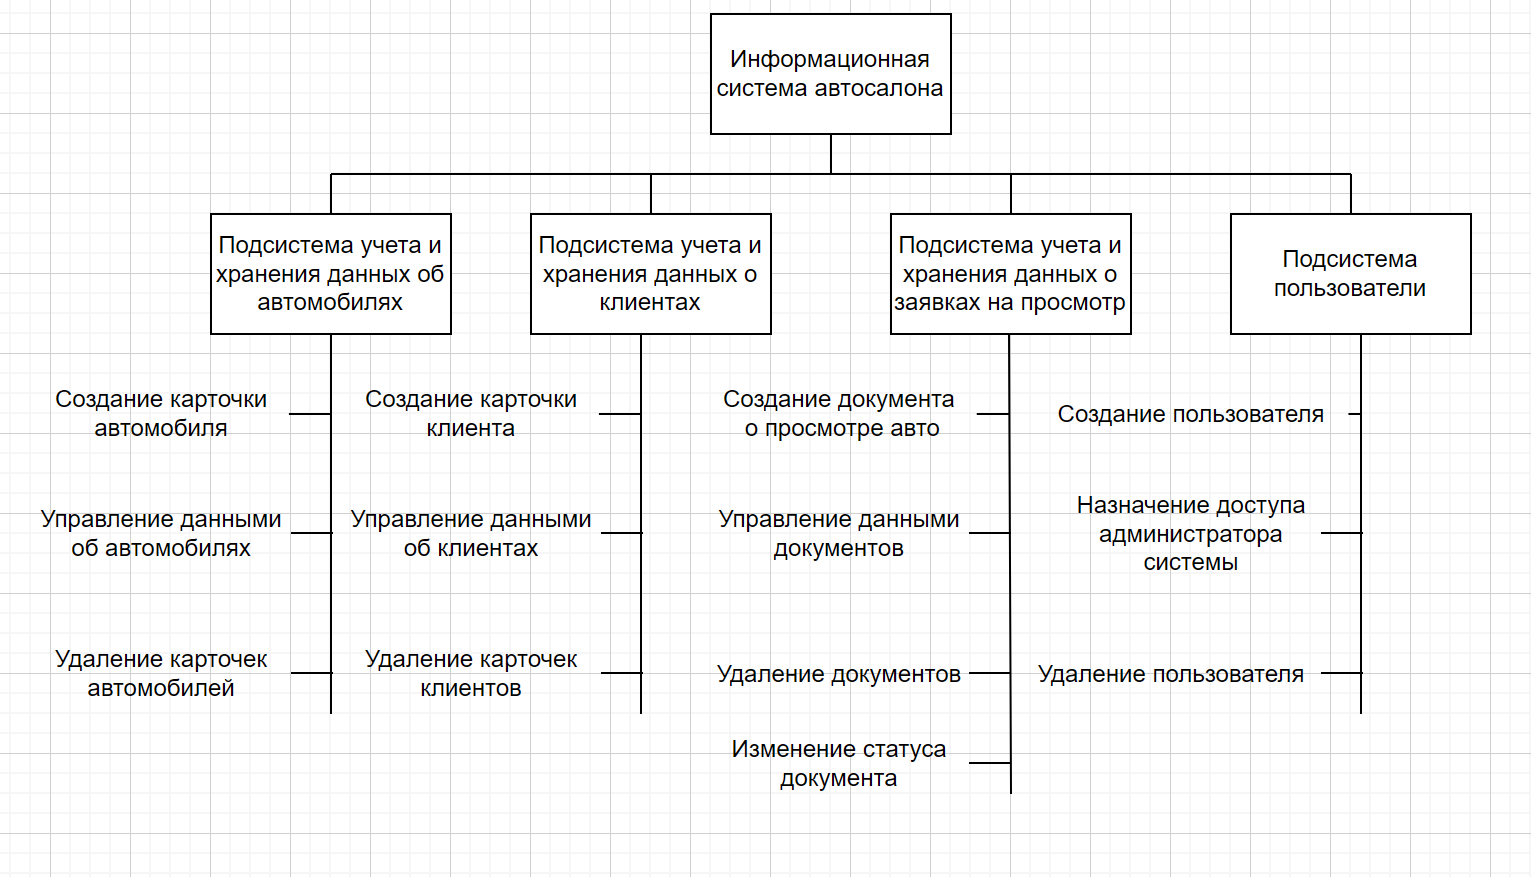 Информационная
система автосалона
Подсистема учета и
хранения данных об
автомобилях
Подсистема учета и
хранения данных о
клиентах
Подсистема учета и
хранения данных о
заявках на просмотр
Подсистема
пользователи
Создание карточки
автомобиля
Управление данными
об автомобилях
Удаление карточек
автомобилей
Создание карточки
клиента
Управление данными
об клиентах
Удаление карточек
клиентов
Создание документа
о просмотре авто
Управление данными
документов
Удаление документов
Изменение статуса
документа
Создание пользователя
Назначение доступа
администратора
системы
Удаление пользователя